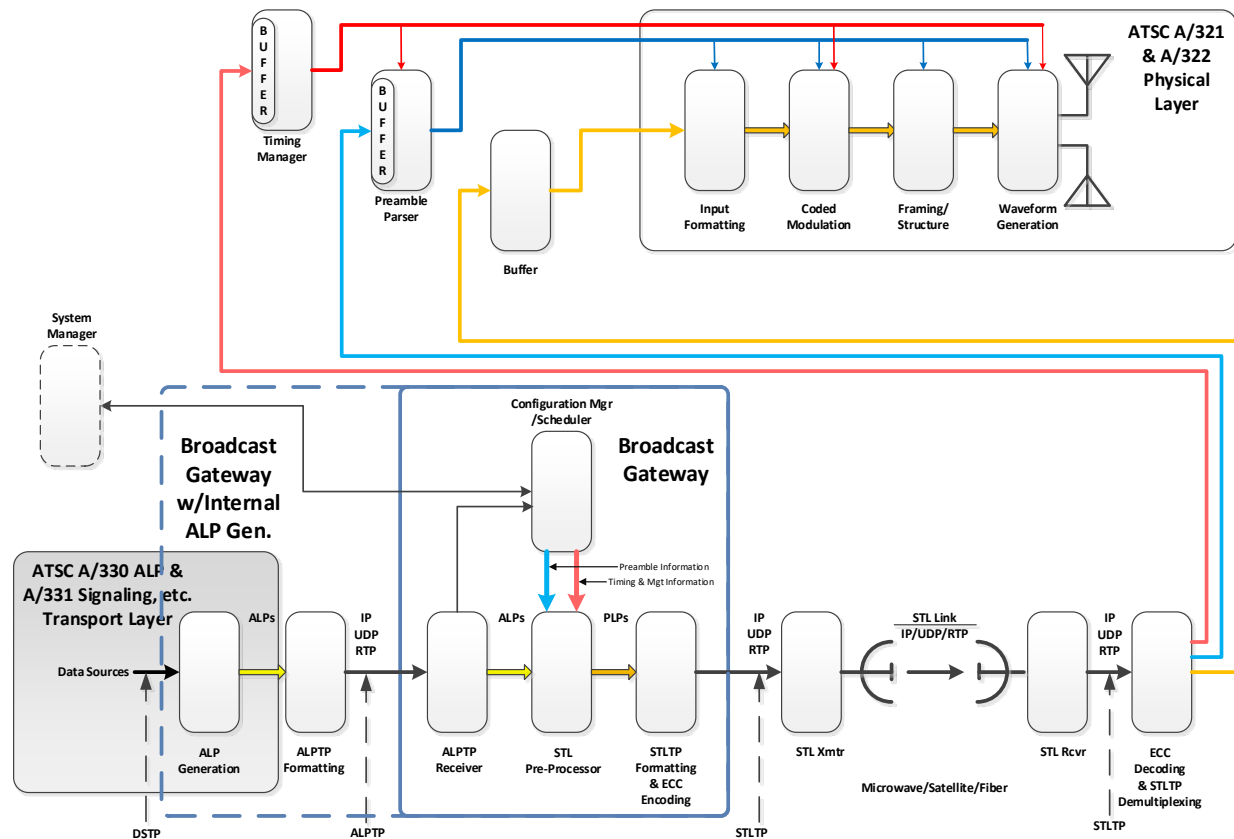 B
U
F
F
E
R
Timing
Manager
B
U
F
F
E
R
Preamble
Parser
Buffer
ATSC A/321
& A/322
Physical
Layer
Input
Formatting
Coded
Modulation
Framing/
Structure
Waveform
Generation
System
Manager
Broadcast
Gateway
w/Internal
ALP Gen.
Configuration Mgr
/Scheduler
Broadcast
Gateway
Preamble Information
Timing & Mgt Information
ATSC A/330 ALP &
A/331 Signaling, etc.
Transport Layer
Data Sources
ALPs
ALP
Generation
ALPTP
Formatting
IP
UDP
RTP
ALPTP
Receiver
ALPs
STL
Pre-Processor
PLPs
STLTP
Formatting
& ECC
Encoding
IP
UDP
RTP
STL Xmtr
STL Link
IP/UDP/RTP
Microwave/Satellite/Fiber
STL Rcvr
IP
UDP
RTP
ECC
Decoding
& STLTP
Demultiplexing
DSTP
ALPTP
STLTP
STLTP